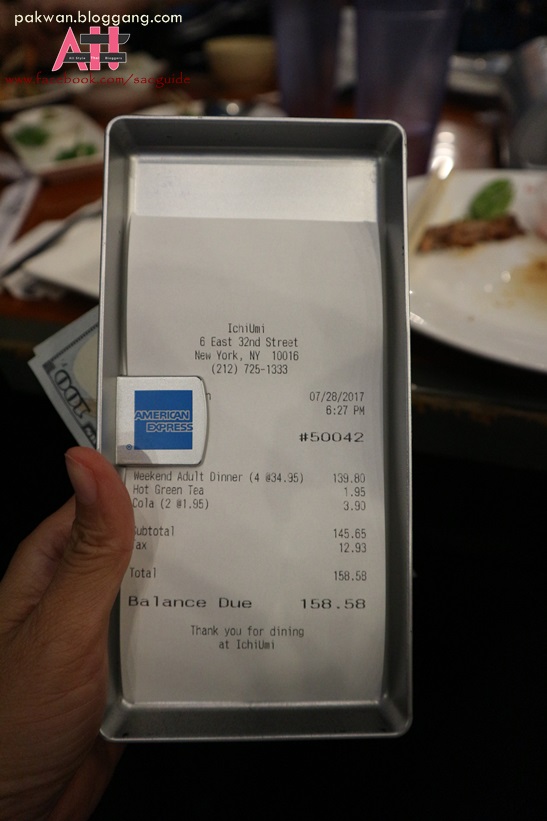 pakwan.bloggang.com
www.facebook.com/saoguide
IchiUmi
6 East 32nd Street
New York, NY 10016
(212) 725-1333
07/28/2017
6:27 PM
AMERICAN
EXPRESS
#50042
Weekend Adult Dinner (4 @34.95) 139.80
Hot Green Tea 1.95
Cola (2 @1.95) 3.90
Subtotal 145.65
Tax 12.93
Total 158.58
Balance Due 158.58
Thank you for dining
at IchiUmi
100